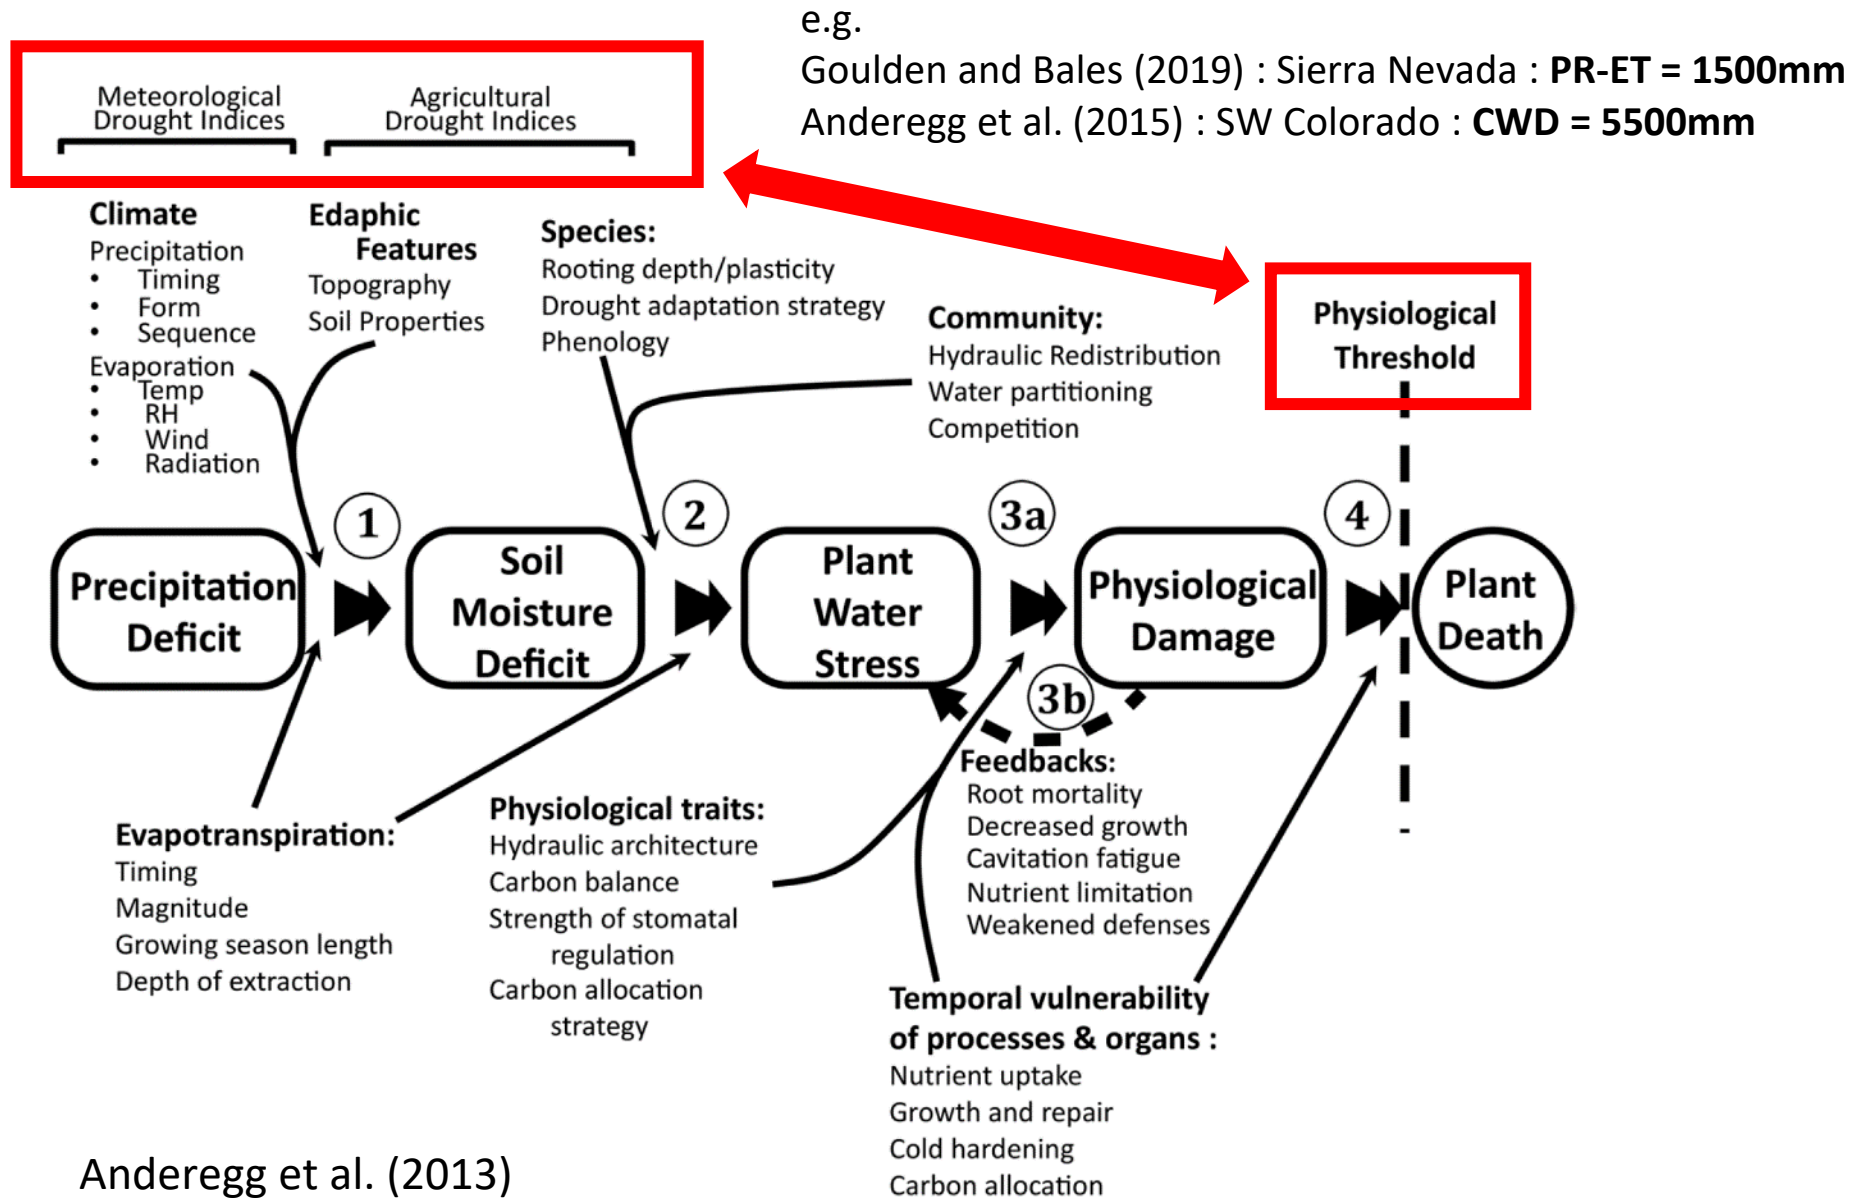 e.g.
Goulden and Bales (2019) : Sierra Nevada : PR-ET = 1500mm
Anderegg et al. (2015) : SW Colorado : CWD = 5500mm
Meteorological
Drought Indices
Agricultural
Drought Indices
Climate
Precipitation
• Timing
• Form
• Sequence
Evaporation
• Temp
• RH
• Wind
• Radiation
Edaphic
Features
Topography
Soil Properties
Species:
Rooting depth/plasticity
Drought adaptation strategy
Phenology
Community:
Hydraulic Redistribution
Water partitioning
Competition
Physiological
Threshold
1
2
3a
4
Precipitation
Deficit
Soil
Moisture
Deficit
Plant
Water
Stress
Physiological
Damage
Plant
Death
3b
Feedbacks:
Root mortality
Decreased growth
Cavitation fatigue
Nutrient limitation
Weakened defenses
Evapotranspiration:
Timing
Magnitude
Growing season length
Depth of extraction
Physiological traits:
Hydraulic architecture
Carbon balance
Strength of stomatal
regulation
Carbon allocation
strategy
Temporal vulnerability
of processes & organs :
Nutrient uptake
Growth and repair
Cold hardening
Carbon allocation
Anderegg et al. (2013)